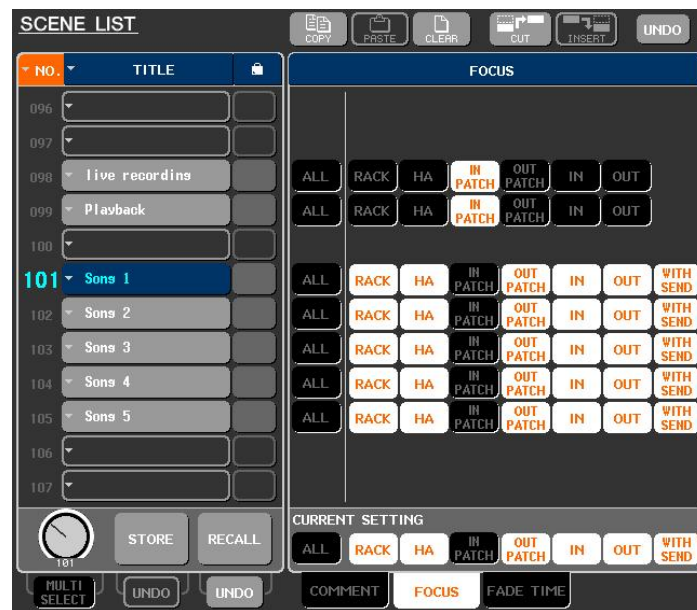 SCENE LIST
COPY PASTE CLEAR CUT INSERT UNDO
NO. TITLE FOCUS
096
097
098 live recording ALL RACK HA IN PATCH OUT PATCH IN OUT
099 Playback ALL RACK HA IN PATCH OUT PATCH IN OUT
100
101 Song 1 ALL RACK HA IN PATCH OUT PATCH IN OUT WITH SEND
102 Song 2 ALL RACK HA IN PATCH OUT PATCH IN OUT WITH SEND
103 Song 3 ALL RACK HA IN PATCH OUT PATCH IN OUT WITH SEND
104 Song 4 ALL RACK HA IN PATCH OUT PATCH IN OUT WITH SEND
105 Song 5 ALL RACK HA IN PATCH OUT PATCH IN OUT WITH SEND
106
107
CURRENT SETTING
101 STORE RECALL ALL RACK HA IN PATCH OUT PATCH IN OUT WITH SEND
MULTI SELECT UNDO UNDO COMMENT FOCUS FADE TIME